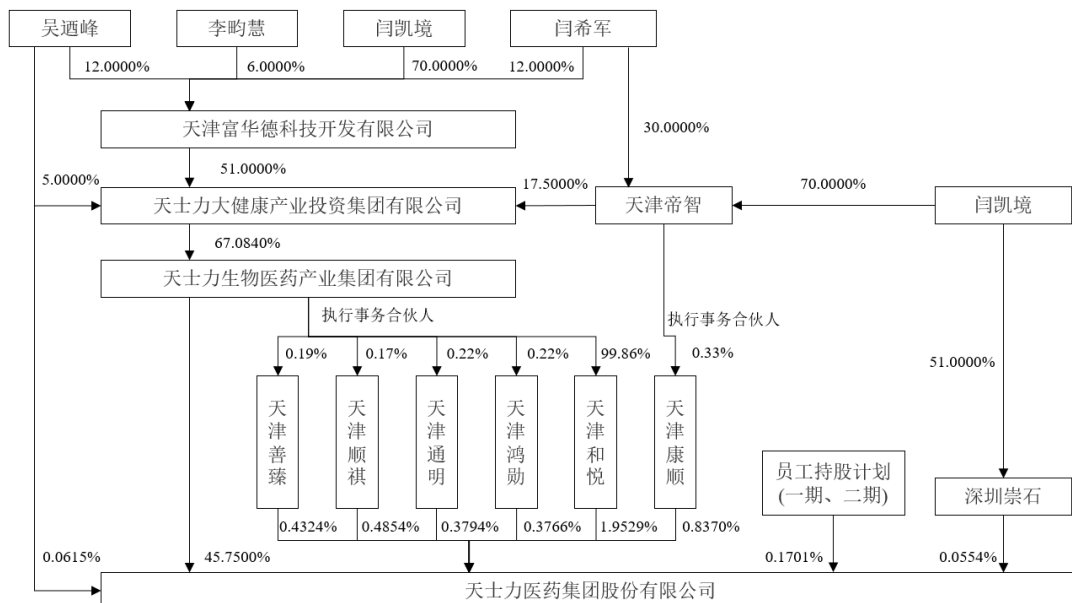 吴迺峰
李畇慧
闫凯境
闫希军
12.0000%
6.0000%
70.0000%
12.0000%
天津富华德科技开发有限公司
30.0000%
5.0000%
51.0000%
17.5000%
70.0000%
天士力大健康产业投资集团有限公司
天津帝智
闫凯境
67.0840%
天士力生物医药产业集团有限公司
执行事务合伙人
执行事务合伙人
0.19%
0.17%
0.22%
0.22%
99.86%
0.33%
51.0000%
天津善臻
天津顺祺
天津通明
天津鸿勋
天津和悦
天津康顺
员工持股计划
(一期、二期)
深圳崇石
0.4324%
0.4854%
0.3794%
0.3766%
1.9529%
0.8370%
0.0615%
45.7500%
0.1701%
0.0554%
天士力医药集团股份有限公司